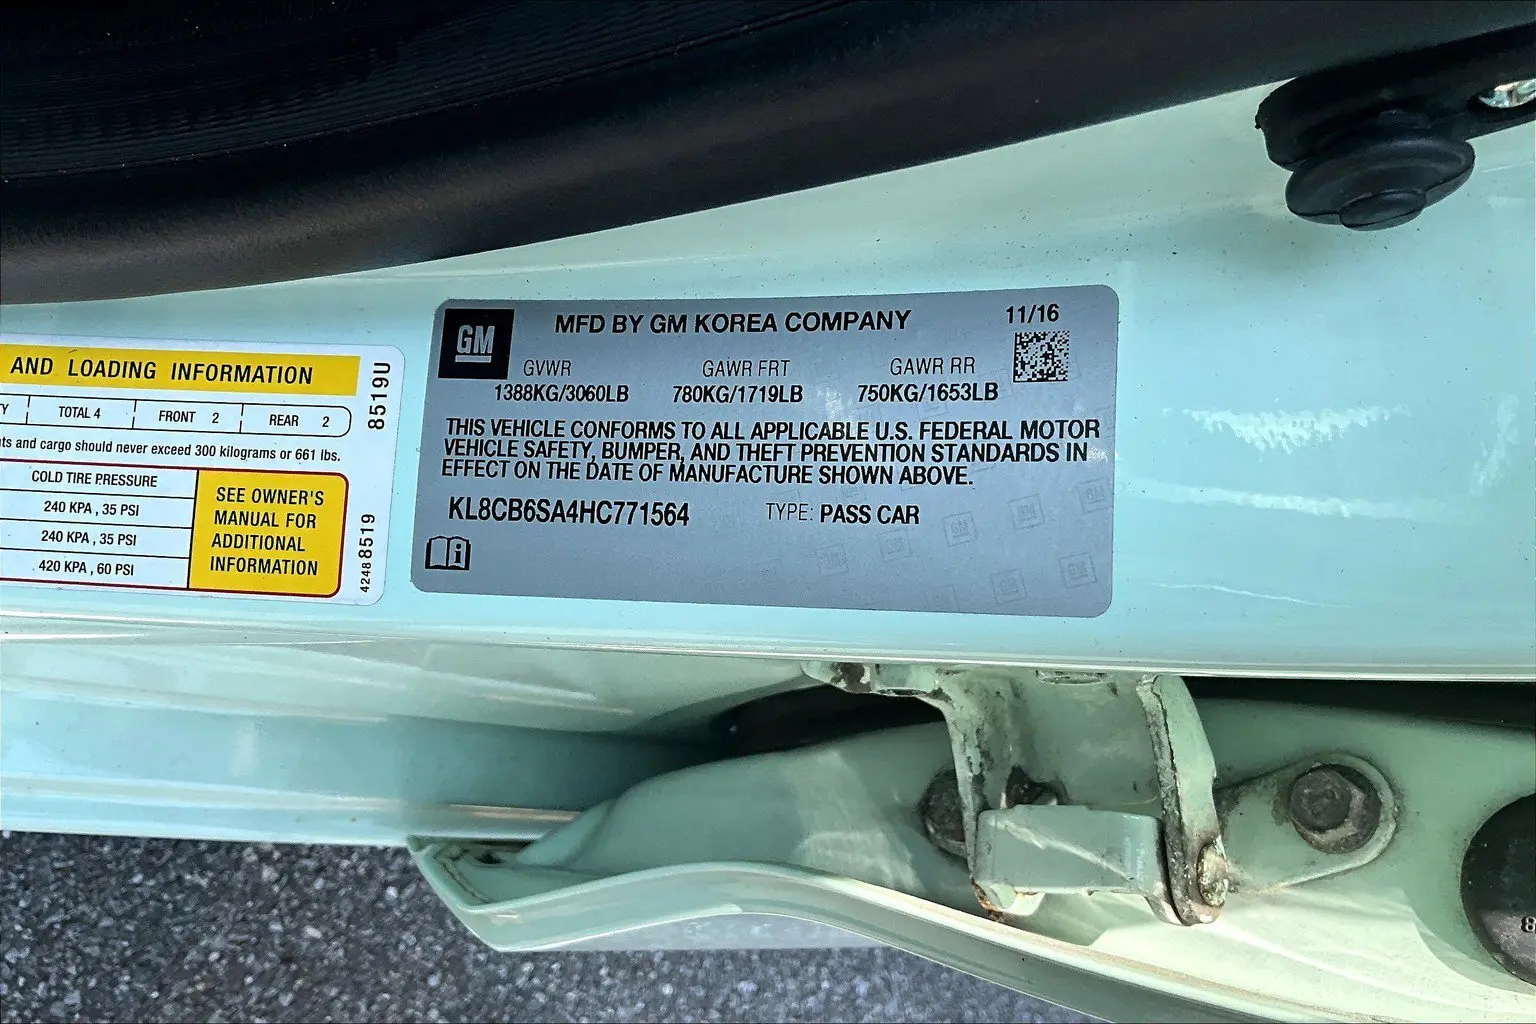 AND LOADING INFORMATION
TOTAL 4 FRONT 2 REAR 2
and cargo should never exceed 300 kilograms or 661 lbs.
COLD TIRE PRESSURE
240 KPA , 35 PSI
240 KPA , 35 PSI
420 KPA , 60 PSI
SEE OWNER'S
MANUAL FOR
ADDITIONAL
INFORMATION
8519U
42488519
GM
MFD BY GM KOREA COMPANY
11/16
GVWR GAWR FRT GAWR RR
1388KG/3060LB 780KG/1719LB 750KG/1653LB
THIS VEHICLE CONFORMS TO ALL APPLICABLE U.S. FEDERAL MOTOR
VEHICLE SAFETY, BUMPER, AND THEFT PREVENTION STANDARDS IN
EFFECT ON THE DATE OF MANUFACTURE SHOWN ABOVE.
KL8CB6SA4HC771564 TYPE: PASS CAR